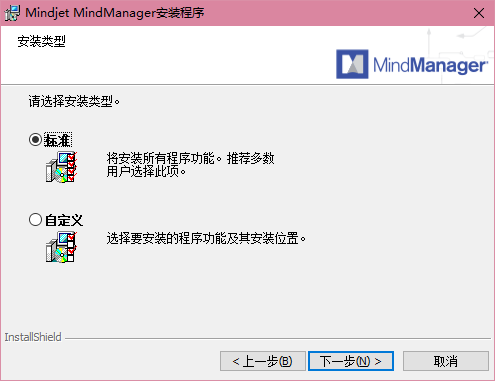 Mindjet MindManager安装程序
安装类型
MindManager
请选择安装类型。
标准
将安装所有程序功能。推荐多数
用户选择此项。
自定义
选择要安装的程序功能及其安装位置。
InstallShield
< 上一步(B)
下一步(N) >
取消